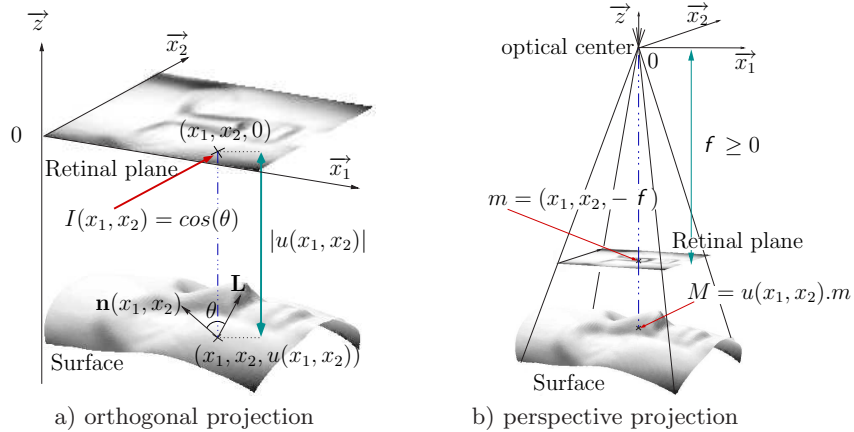 z
x₂
0
(x₁, x₂, 0)
Retinal plane
x₁
I(x₁, x₂) = cos(θ)
|u(x₁, x₂)|
L
n(x₁, x₂)
θ
(x₁, x₂, u(x₁, x₂))
Surface
a) orthogonal projection
z
x₂
optical center
0
x₁
f ≥ 0
m = (x₁, x₂, − f)
Retinal plane
M = u(x₁, x₂).m
Surface
b) perspective projection